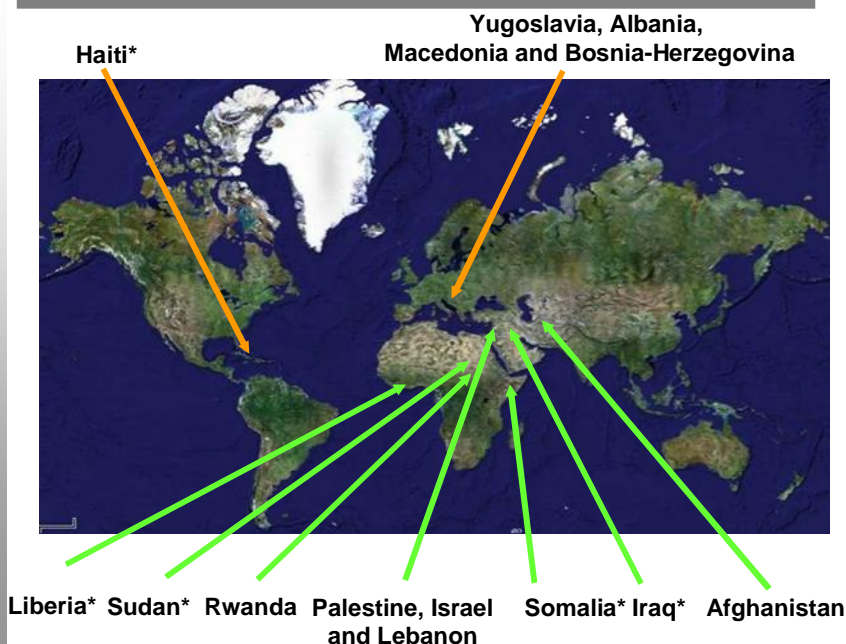 Yugoslavia, Albania,
Macedonia and Bosnia-Herzegovina
Haiti*
Liberia* Sudan* Rwanda Palestine, Israel
and Lebanon
Somalia* Iraq* Afghanistan